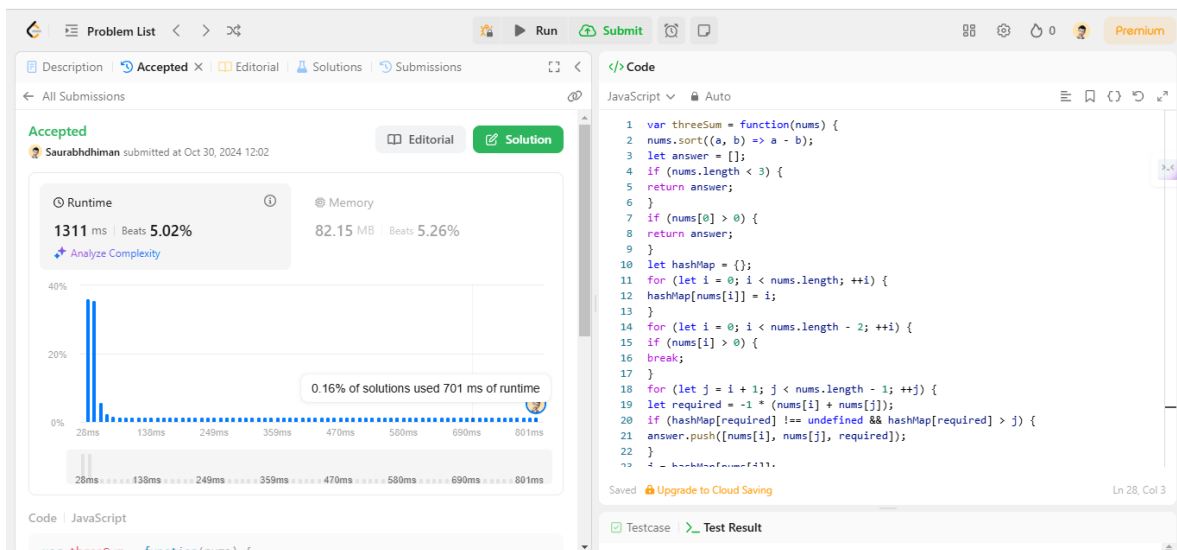 Problem List
Run
Submit
0
Premium
Description
Accepted
Editorial
Solutions
Submissions
All Submissions
Accepted
Saurabhdhiman submitted at Oct 30, 2024 12:02
Editorial
Solution
Runtime
1311 ms Beats 5.02%
Analyze Complexity
Memory
82.15 MB Beats 5.26%
40%
20%
0%
0.16% of solutions used 701 ms of runtime
28ms 138ms 249ms 359ms 470ms 580ms 690ms 801ms
28ms 138ms 249ms 359ms 470ms 580ms 690ms 801ms
Code JavaScript
var threeSum = function(nums) {
</> Code
JavaScript Auto
1 var threeSum = function(nums) {
2 nums.sort((a, b) => a - b);
3 let answer = [];
4 if (nums.length < 3) {
5 return answer;
6 }
7 if (nums[0] > 0) {
8 return answer;
9 }
10 let hashMap = {};
11 for (let i = 0; i < nums.length; ++i) {
12 hashMap[nums[i]] = i;
13 }
14 for (let i = 0; i < nums.length - 2; ++i) {
15 if (nums[i] > 0) {
16 break;
17 }
18 for (let j = i + 1; j < nums.length - 1; ++j) {
19 let required = -1 * (nums[i] + nums[j]);
20 if (hashMap[required] !== undefined && hashMap[required] > j) {
21 answer.push([nums[i], nums[j], required]);
22 }
23 j = hashMap[nums[j]];
Saved Upgrade to Cloud Saving
Ln 28, Col 3
Testcase
Test Result